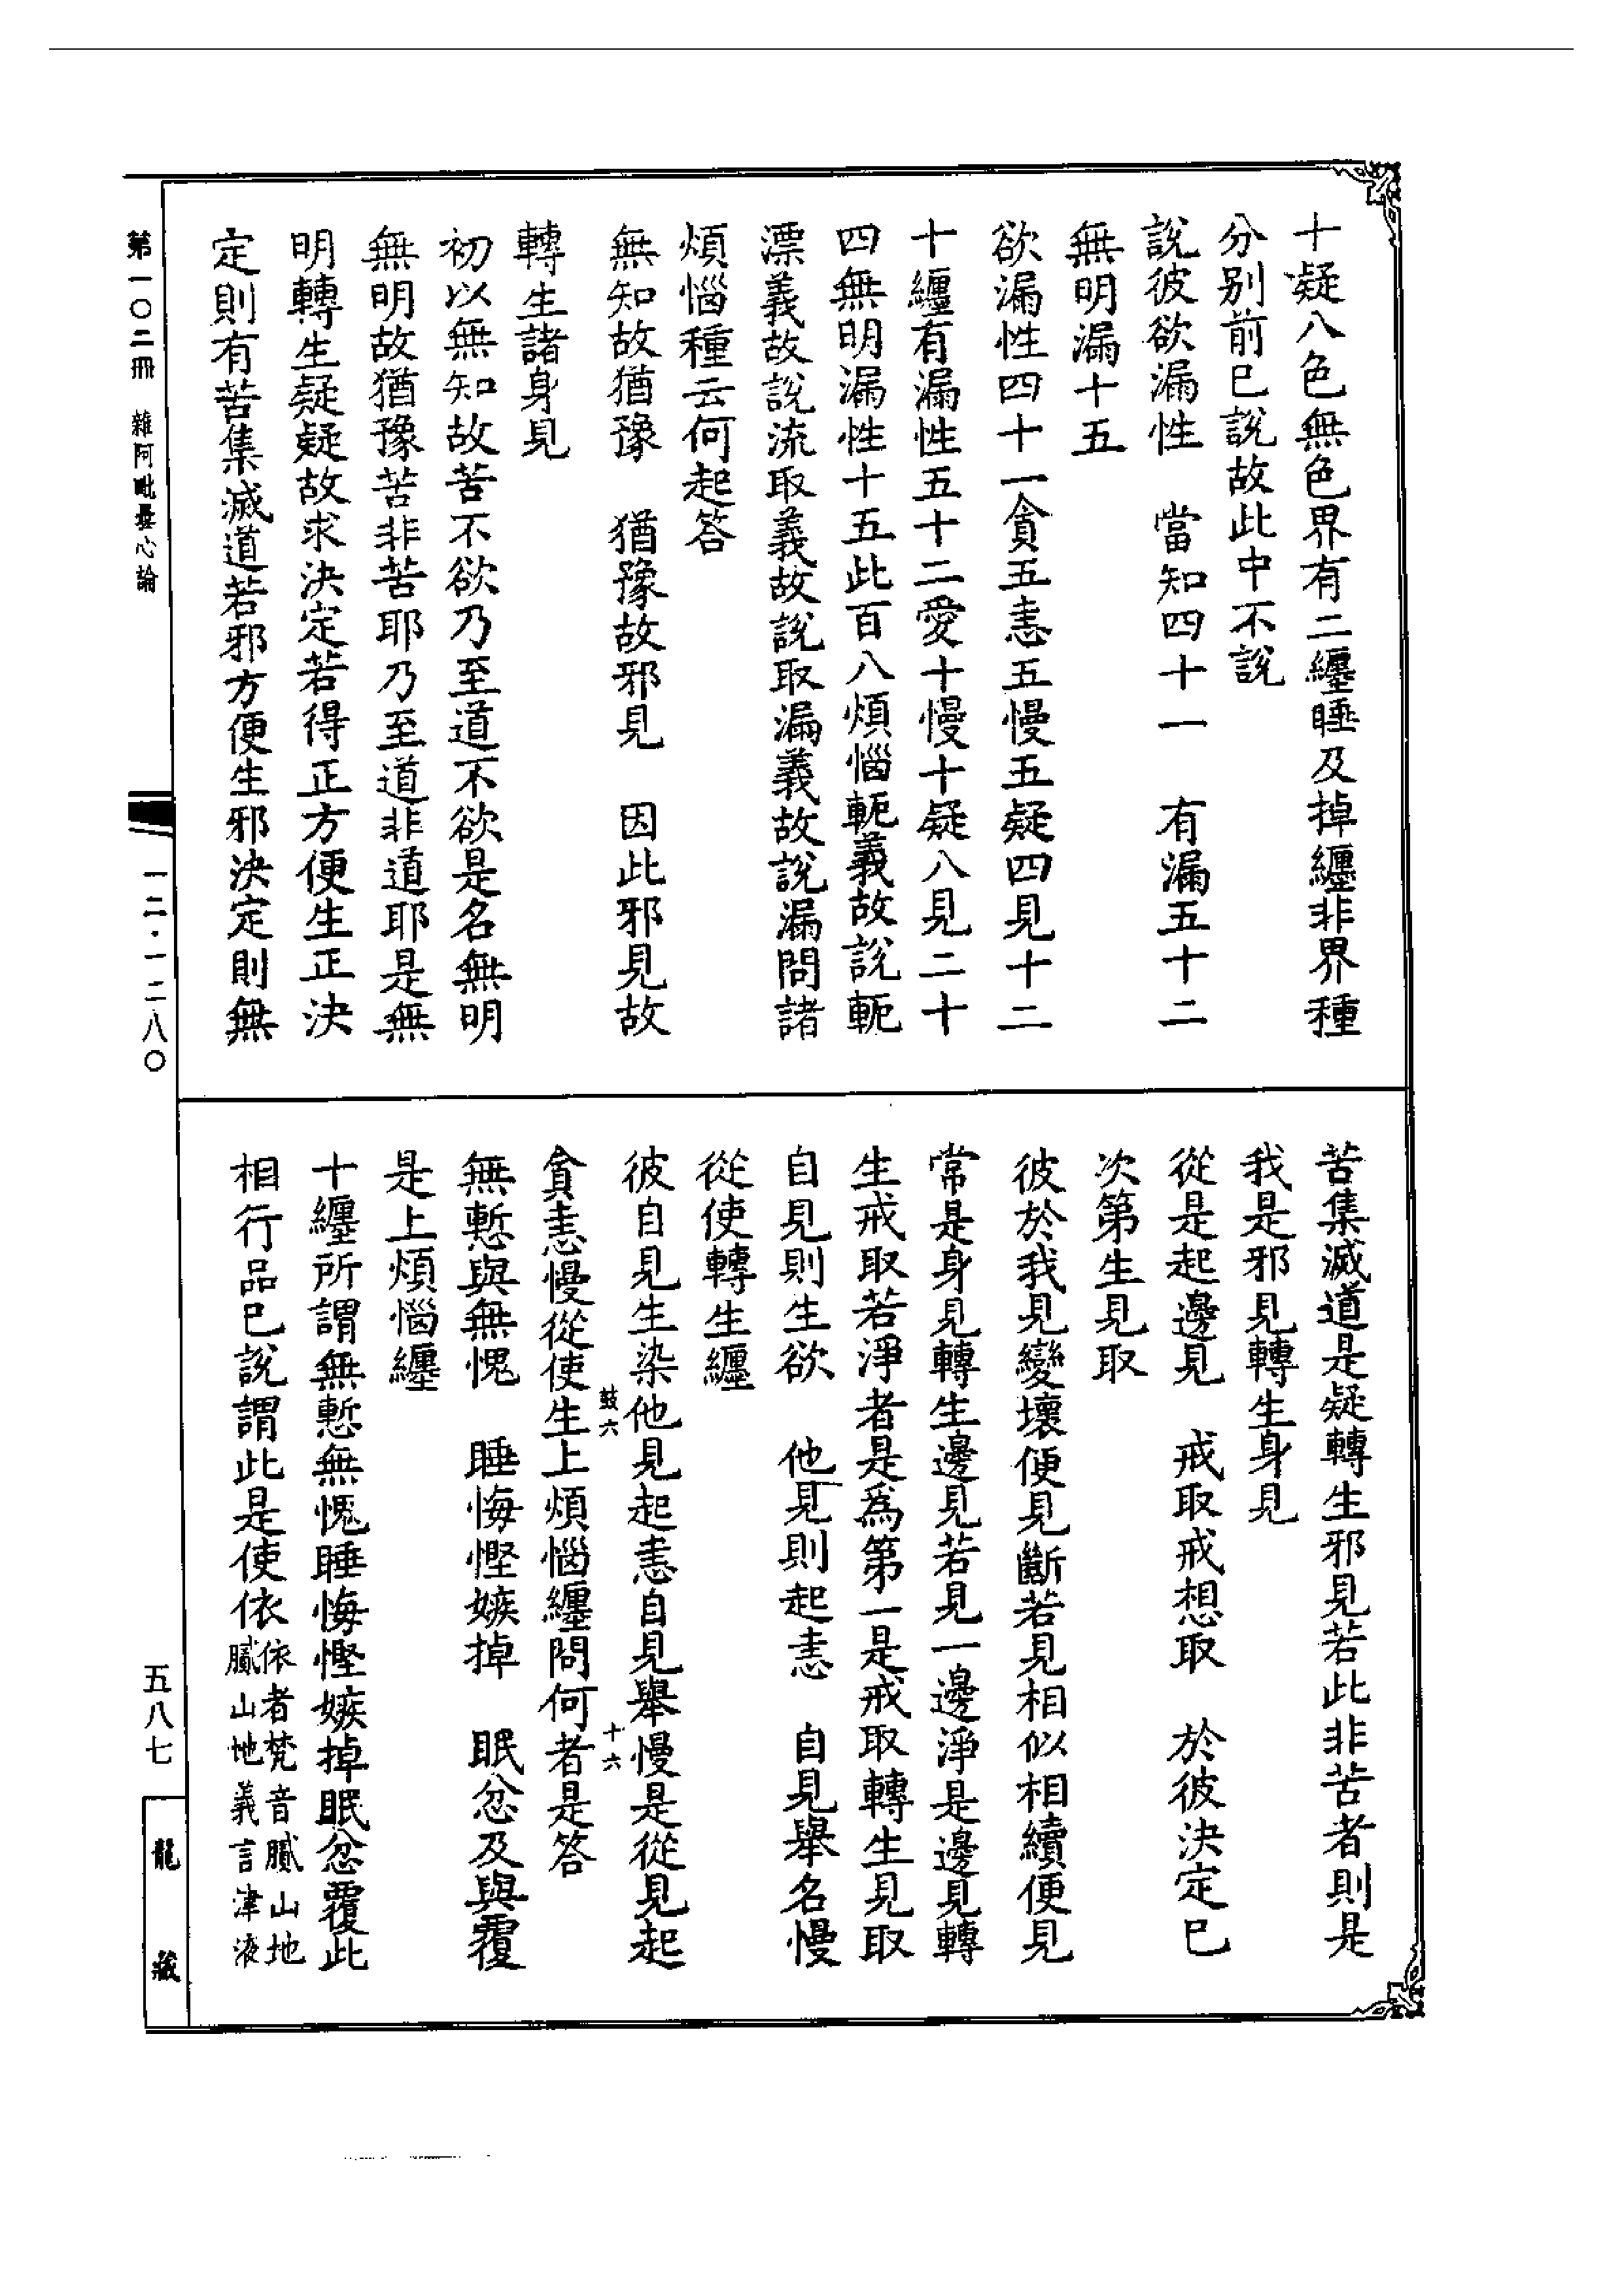 十疑八色無色界有二纏睡及掉纏非界種
分别前已說故此中不說
說彼欲漏性　當知四十一　有漏五十二
無明漏十五
欲漏性四十一貪五恚五慢五疑四見十二
十纏有漏性五十二愛十慢十疑八見二十
四無明漏性十五此百八煩惱軛義故說軛
漂義故說流取義故說取漏義故說漏問諸
煩惱種云何起答
無知故猶豫　猶豫故邪見　因此邪見故
轉生諸身見
初以無知故苦不欲乃至道不欲是名無明
無明故猶豫苦非苦耶乃至道非道耶是無
明轉生疑疑故求決定若得正方便生正決
定則有苦集滅道若邪方便生邪決定則無
苦集滅道是疑轉生邪見若此非苦者則是
我是邪見轉生身見
從是起邊見　戒取戒想取　於彼決定已
次第生見取
彼於我見變壞便見斷若見相似相續便見
常是身見轉生邊見若見一邊淨是邊見轉
生戒取若淨者是爲第一是戒取轉生見取
自見則生欲　他見則起恚　自見舉名慢
從使轉生纏
彼自見生染他見起恚自見舉慢是從見起
鼓六　十六
貪恚慢從使生上煩惱纏問何者是答
無慙與無愧　睡悔慳嫉掉　眠忿及與覆
是上煩惱纏
十纏所謂無慙無愧睡悔慳嫉掉眠忿覆此
相行品已說謂此是使依依者梵音膩山地
膩山地義言津液
第一〇二冊　雜阿毗曇心論
一二·一二八〇
五八七
龍藏